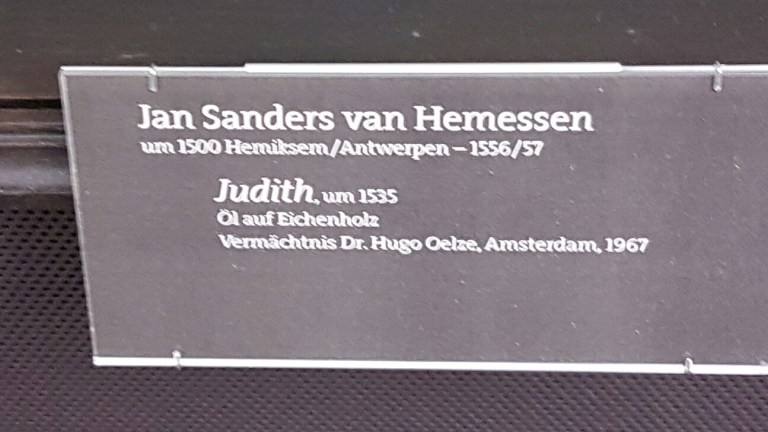 Jan Sanders van Hemessen
um 1500 Hemiksem/Antwerpen – 1556/57
Judith, um 1535
Öl auf Eichenholz
Vermächtnis Dr. Hugo Oelze, Amsterdam, 1967